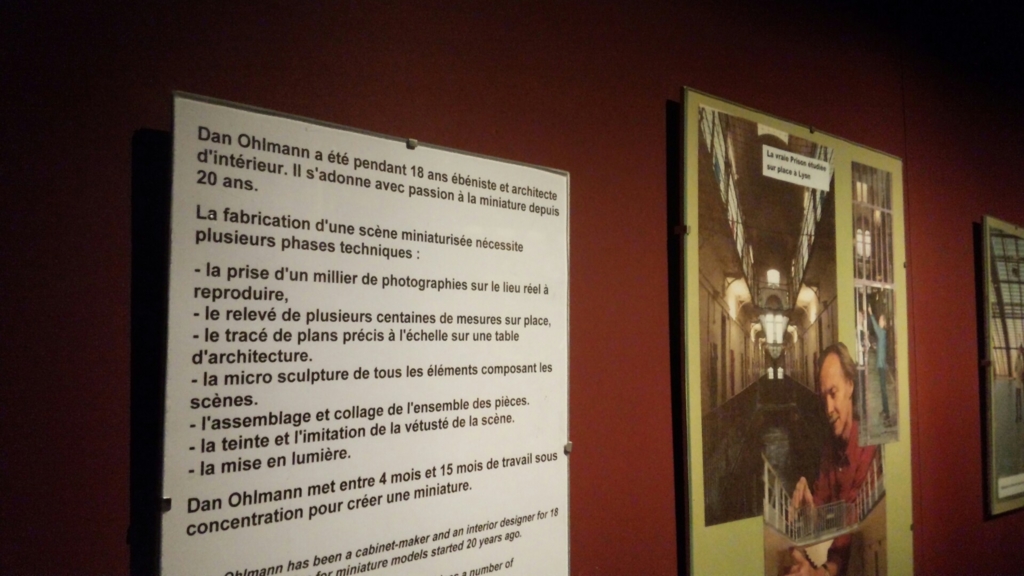 Dan Ohlmann a été pendant 18 ans ébéniste et architecte
d'intérieur. Il s'adonne avec passion à la miniature depuis
20 ans.
La fabrication d'une scène miniaturisée nécessite
plusieurs phases techniques :
- la prise d'un millier de photographies sur le lieu réel à
reproduire,
- le relevé de plusieurs centaines de mesures sur place,
- le tracé de plans précis à l'échelle sur une table
d'architecture.
- la micro sculpture de tous les éléments composant les
scènes.
- l'assemblage et collage de l'ensemble des pièces.
- la teinte et l'imitation de la vétusté de la scène.
- la mise en lumière.
Dan Ohlmann met entre 4 mois et 15 mois de travail sous
concentration pour créer une miniature.
Ohlmann has been a cabinet-maker and an interior designer for 18
for miniature models started 20 years ago.
a number of
La vraie Prison étudiée
sur place à Lyon